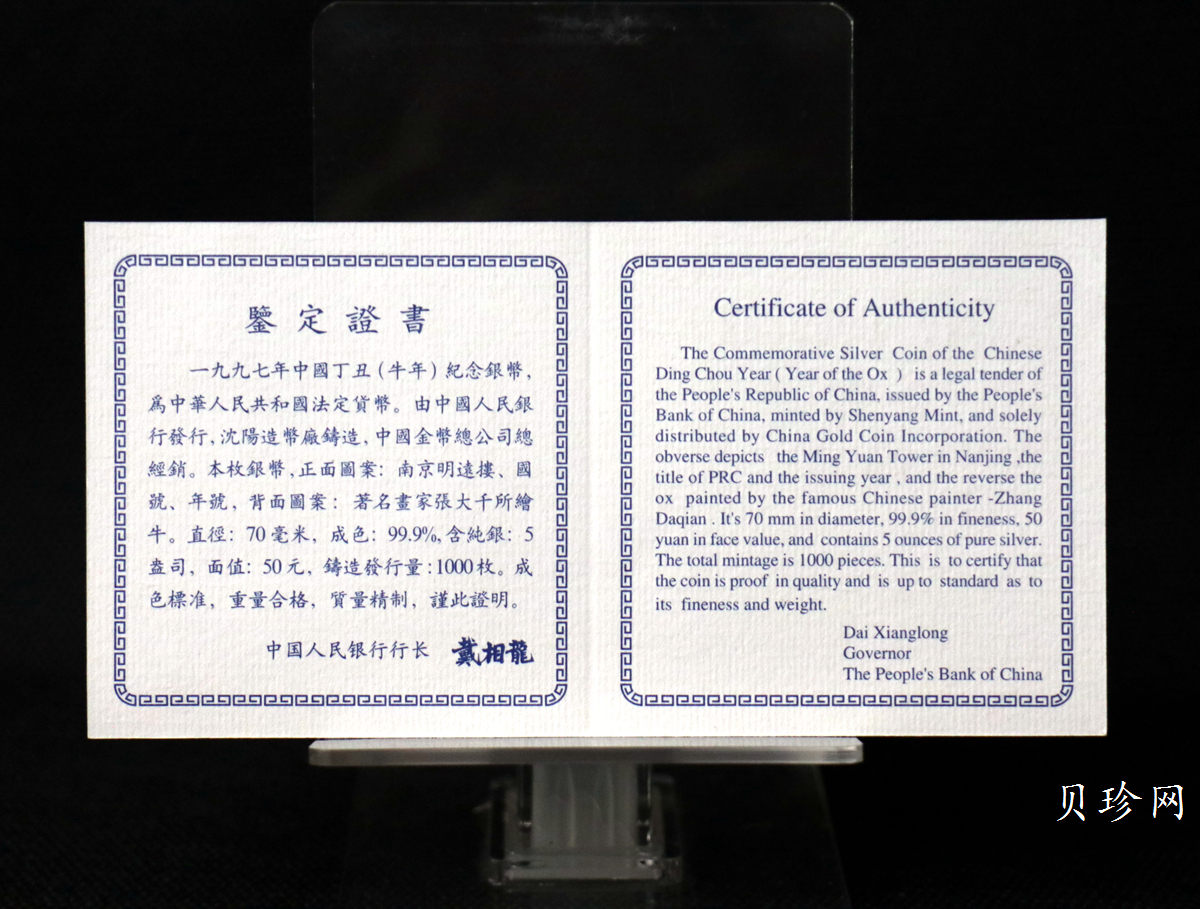 鑒定證書
一九九七年中國丁丑(牛年)紀念銀幣,
爲中華人民共和國法定貨幣。由中國人民銀
行發行,沈陽造幣廠鑄造,中國金幣總公司總
經銷。本枚銀幣,正面圖案:南京明遠摟、國
號、年號,背面圖案:著名畫家張大千所繪
牛。直徑:70毫米,成色:99.9%,含純銀:5
盎司,面值:50元,鑄造發行量:1000枚。成
色標准,重量合格,質量精制,謹此證明。
中国人民银行行长 戴相龍
Certificate of Authenticity
The Commemorative Silver Coin of the Chinese
Ding Chou Year ( Year of the Ox ) is a legal tender of
the People's Republic of China, issued by the People's
Bank of China, minted by Shenyang Mint, and solely
distributed by China Gold Coin Incorporation. The
obverse depicts the Ming Yuan Tower in Nanjing ,the
title of PRC and the issuing year , and the reverse the
ox painted by the famous Chinese painter -Zhang
Daqian . It's 70 mm in diameter, 99.9% in fineness, 50
yuan in face value, and contains 5 ounces of pure silver.
The total mintage is 1000 pieces. This is to certify that
the coin is proof in quality and is up to standard as to
its fineness and weight.
Dai Xianglong
Governor
The People's Bank of China
贝珍网